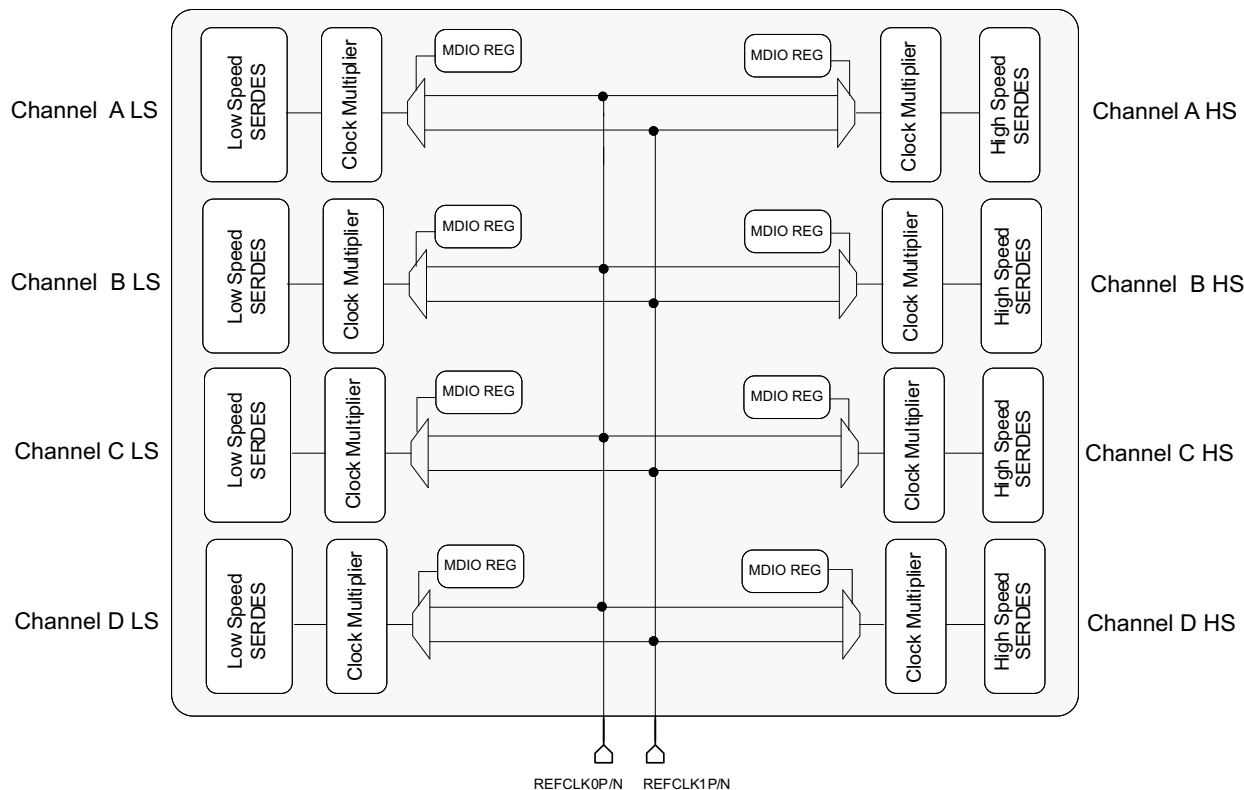 MDIO REG
MDIO REG
Channel A LS
Low Speed
SERDES
Clock Multiplier
Clock Multiplier
High Speed
SERDES
Channel A HS
MDIO REG
MDIO REG
Channel B LS
Low Speed
SERDES
Clock Multiplier
Clock Multiplier
High Speed
SERDES
Channel B HS
MDIO REG
MDIO REG
Channel C LS
Low Speed
SERDES
Clock Multiplier
Clock Multiplier
High Speed
SERDES
Channel C HS
MDIO REG
MDIO REG
Channel D LS
Low Speed
SERDES
Clock Multiplier
Clock Multiplier
High Speed
SERDES
Channel D HS
REFCLK0P/N
REFCLK1P/N